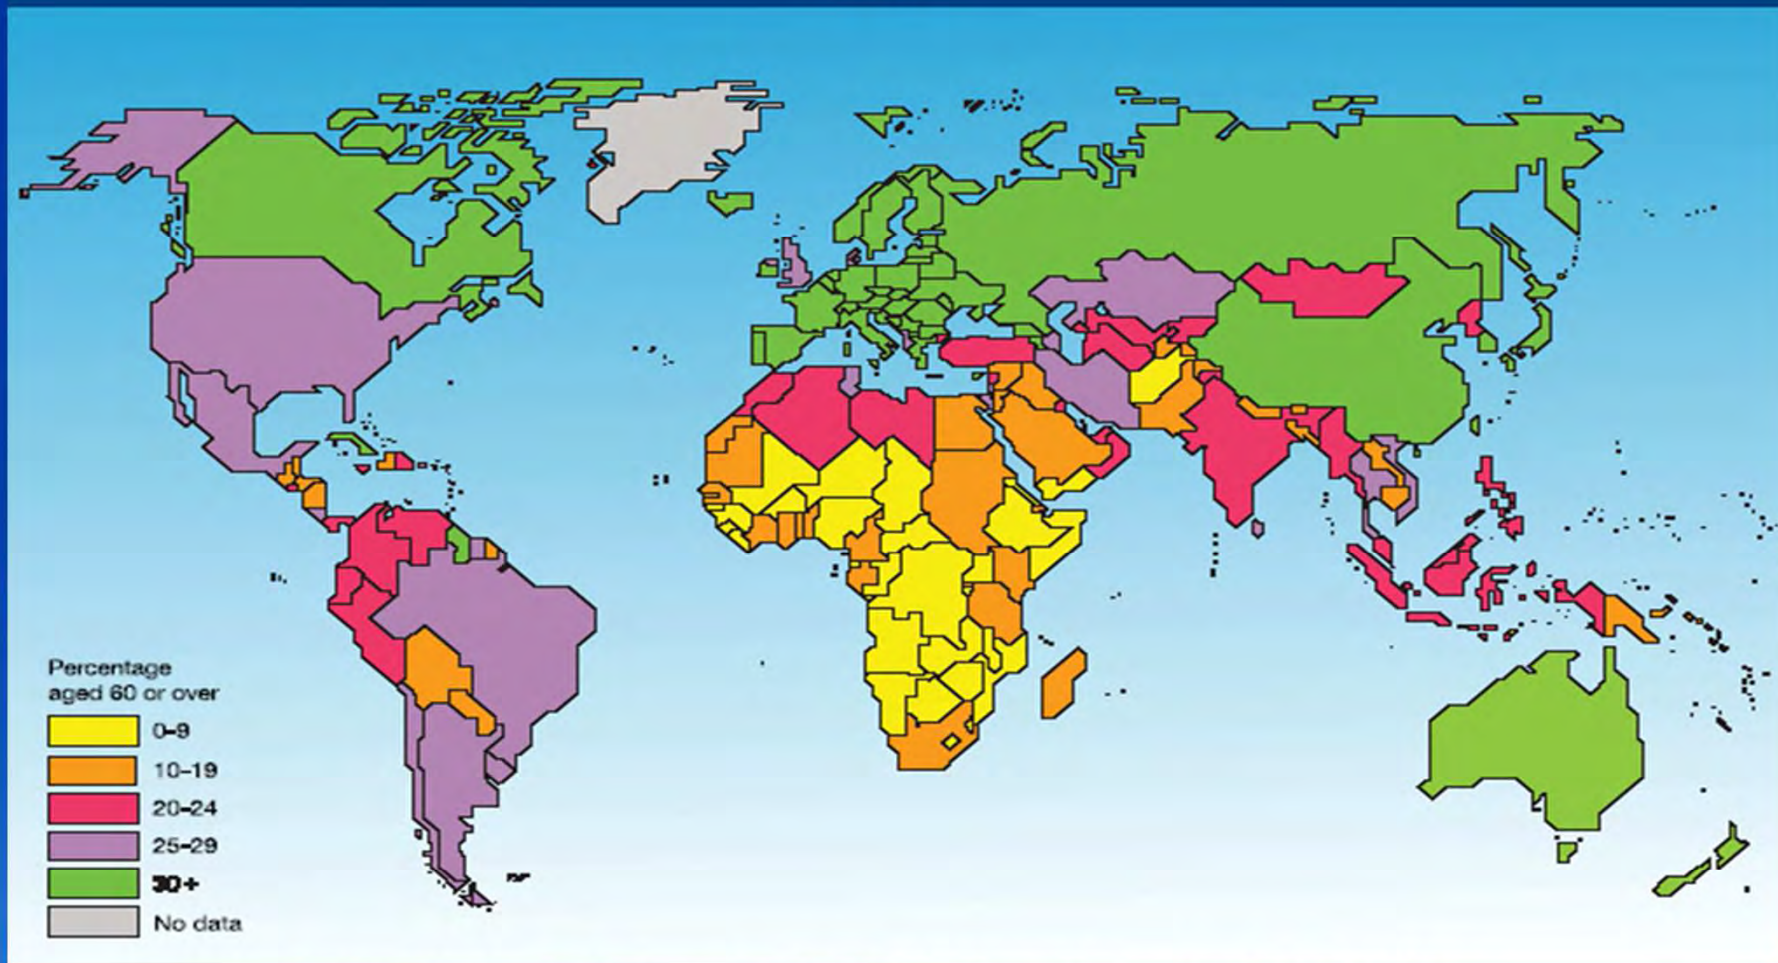 Percentage
aged 60 or over
0–9
10–19
20–24
25–29
30+
No data